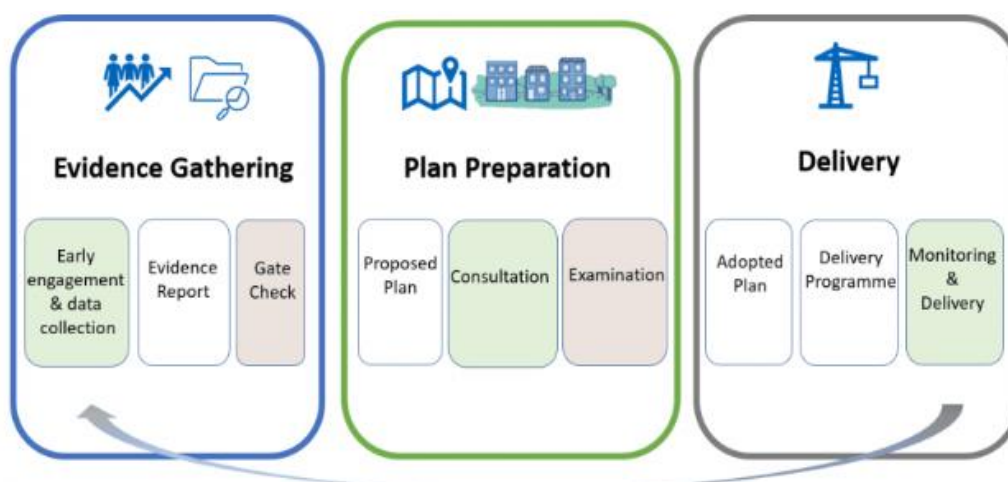 Evidence Gathering
Early
engagement
& data
collection
Evidence
Report
Gate
Check
Plan Preparation
Proposed
Plan
Consultation
Examination
Delivery
Adopted
Plan
Delivery
Programme
Monitoring
&
Delivery